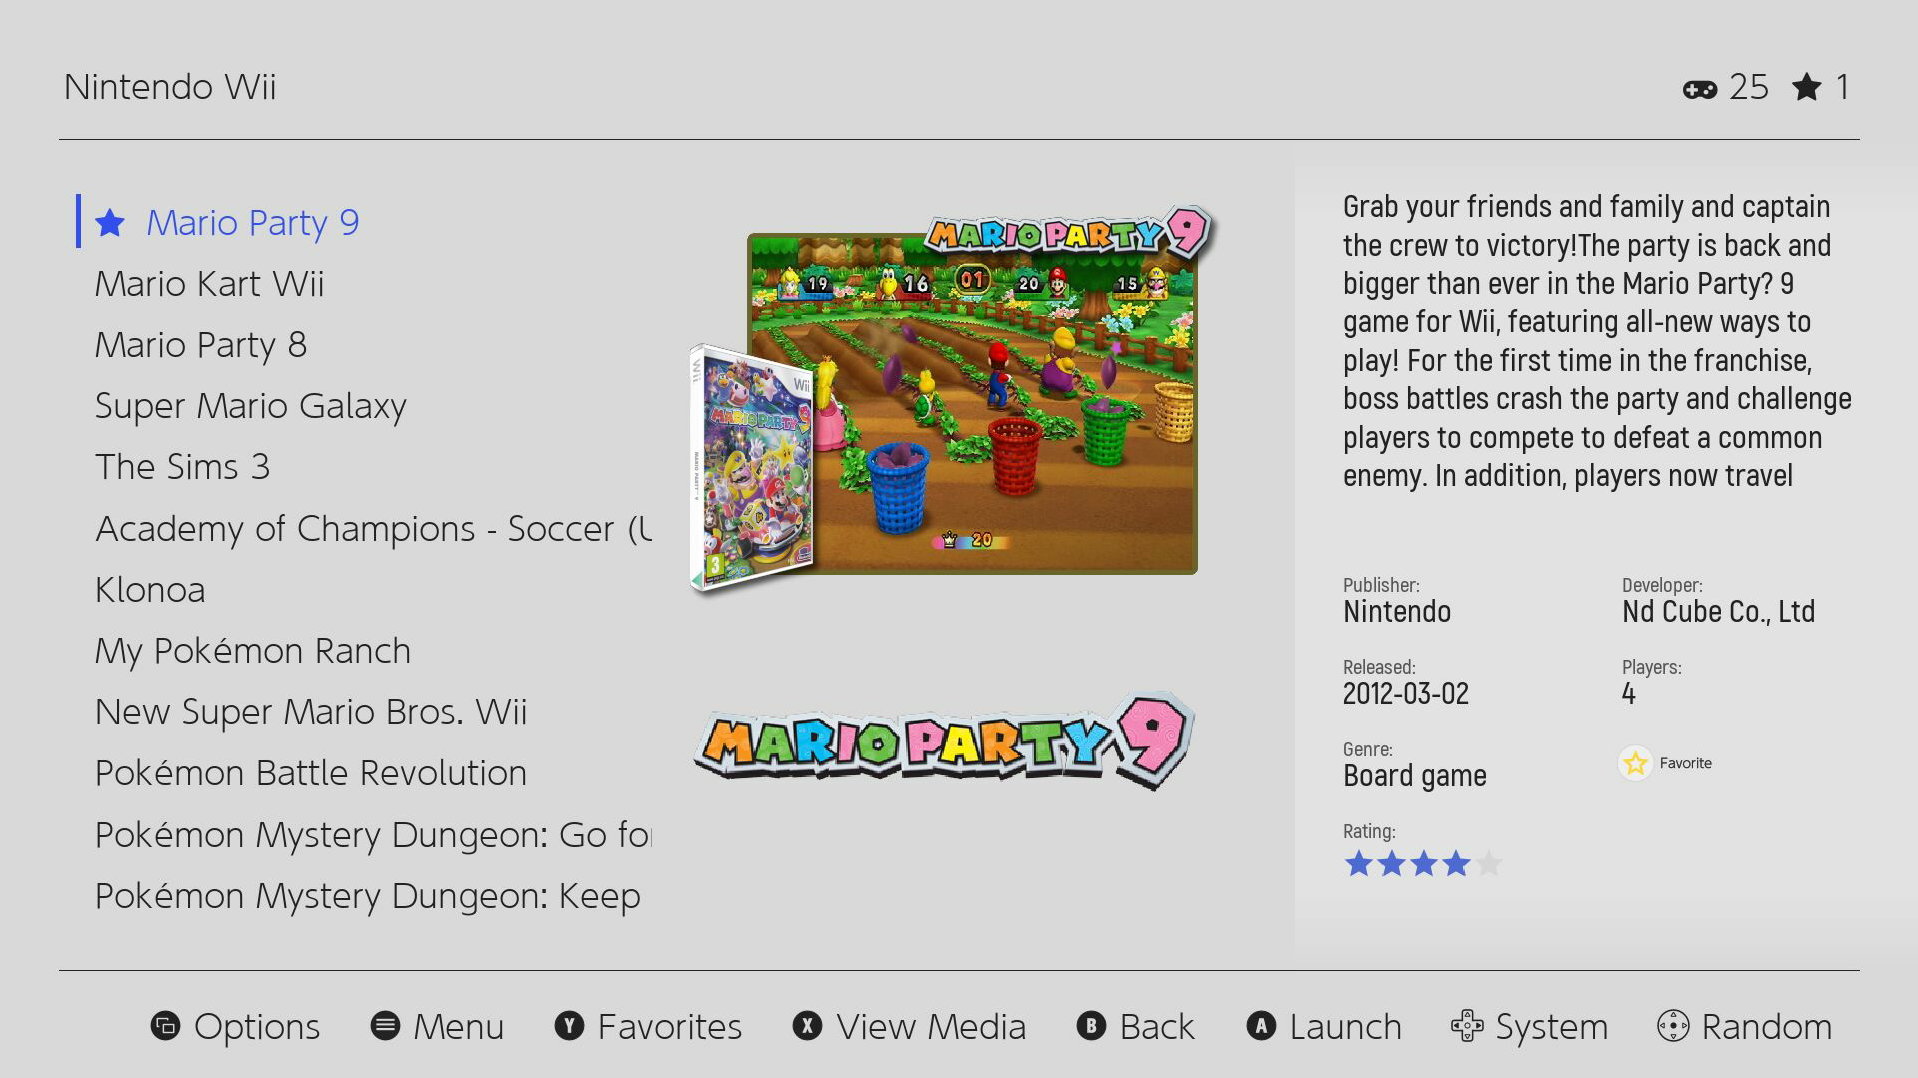 Nintendo Wii
25
1
Mario Party 9
Mario Kart Wii
Mario Party 8
Super Mario Galaxy
The Sims 3
Academy of Champions - Soccer (U
Klonoa
My Pokémon Ranch
New Super Mario Bros. Wii
Pokémon Battle Revolution
Pokémon Mystery Dungeon: Go for
Pokémon Mystery Dungeon: Keep
MARIO PARTY 9
19
16
01
20
15
Wii
Wii
MARIO PARTY 9
MARIO PARTY 9
3
20
MARIO PARTY 9
Grab your friends and family and captain
the crew to victory!The party is back and
bigger than ever in the Mario Party? 9
game for Wii, featuring all-new ways to
play! For the first time in the franchise,
boss battles crash the party and challenge
players to compete to defeat a common
enemy. In addition, players now travel
Publisher:
Nintendo
Developer:
Nd Cube Co., Ltd
Released:
2012-03-02
Players:
4
Genre:
Board game
Favorite
Rating:
Options
Menu
Y Favorites
X View Media
B Back
A Launch
System
Random